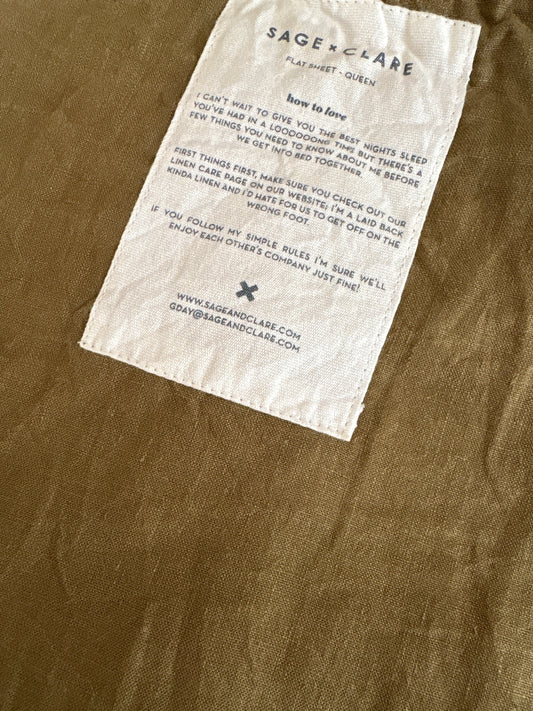 SAGE × CLARE
FLAT SHEET - QUEEN
how to love
I CAN'T WAIT TO GIVE YOU THE BEST NIGHTS SLEEP
YOU'VE HAD IN A LOOOOOONG TIME BUT THERE'S A
FEW THINGS YOU NEED TO KNOW ABOUT ME BEFORE
WE GET INTO BED TOGETHER.
FIRST THINGS FIRST, MAKE SURE YOU CHECK OUT OUR
LINEN CARE PAGE ON OUR WEBSITE; I'M A LAID BACK
KINDA LINEN AND I'D HATE FOR US TO GET OFF ON THE
WRONG FOOT.
IF YOU FOLLOW MY SIMPLE RULES I'M SURE WE'LL
ENJOY EACH OTHER'S COMPANY JUST FINE!
WWW.SAGEANDCLARE.COM
GDAY@SAGEANDCLARE.COM